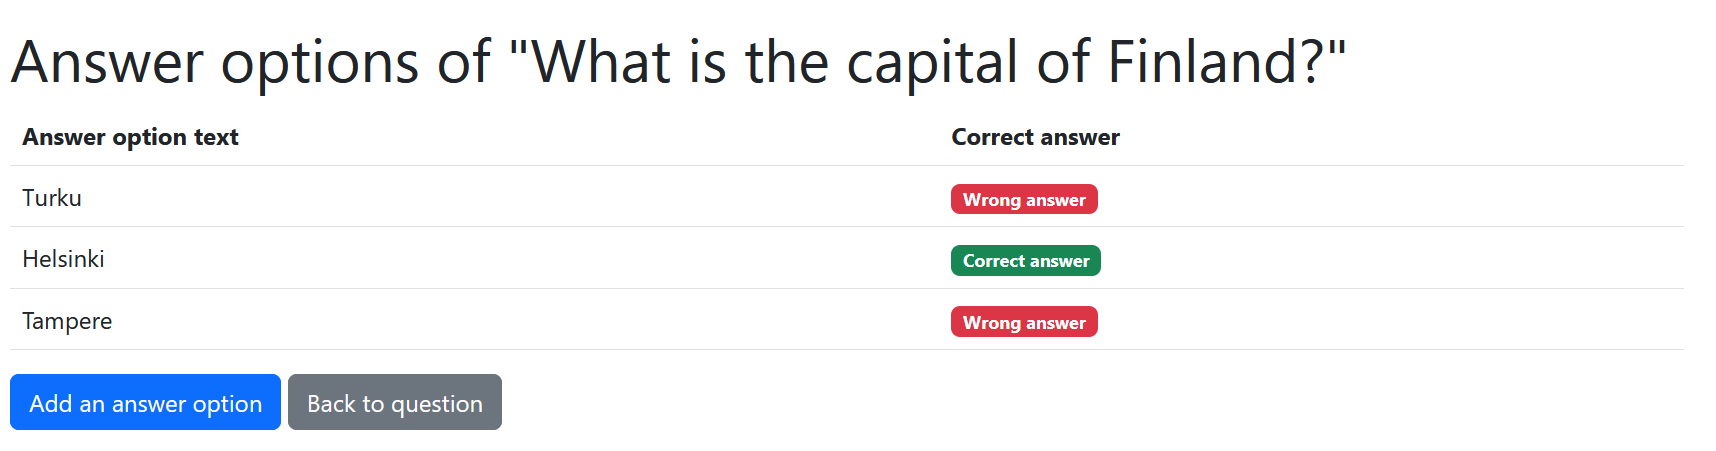 Answer options of "What is the capital of Finland?"
Answer option text Correct answer
Turku Wrong answer
Helsinki Correct answer
Tampere Wrong answer
Add an answer option Back to question